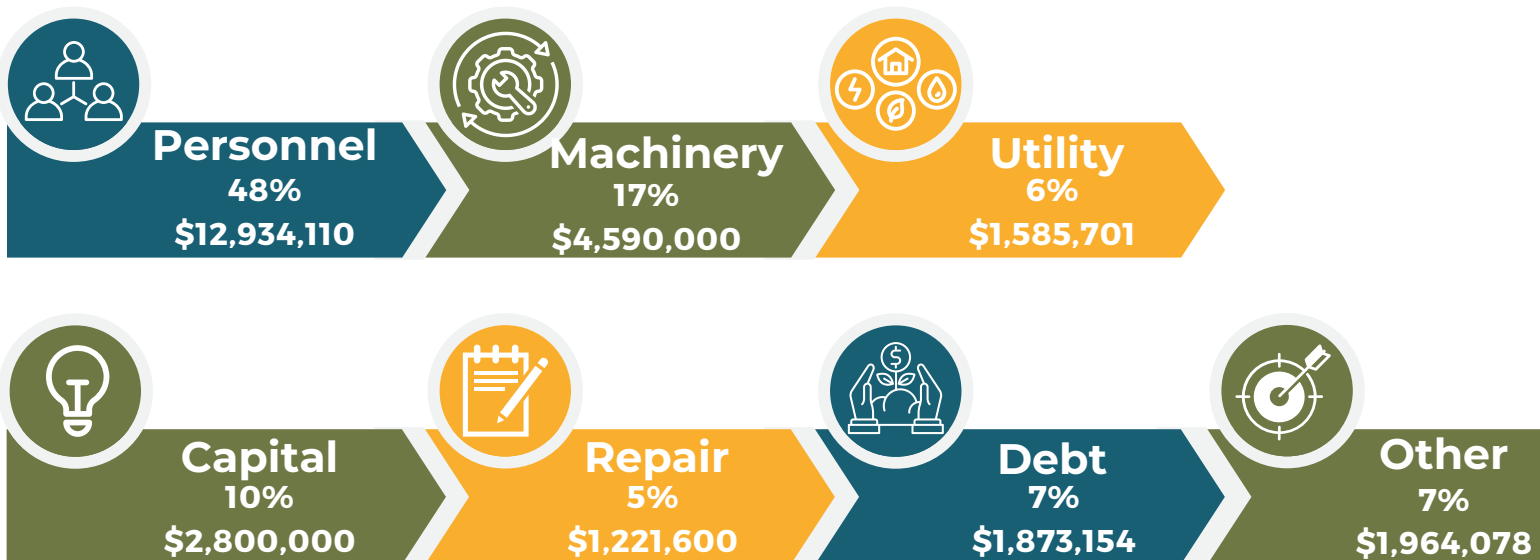 Personnel
48%
$12,934,110
Machinery
17%
$4,590,000
Utility
6%
$1,585,701
Capital
10%
$2,800,000
Repair
5%
$1,221,600
Debt
7%
$1,873,154
Other
7%
$1,964,078